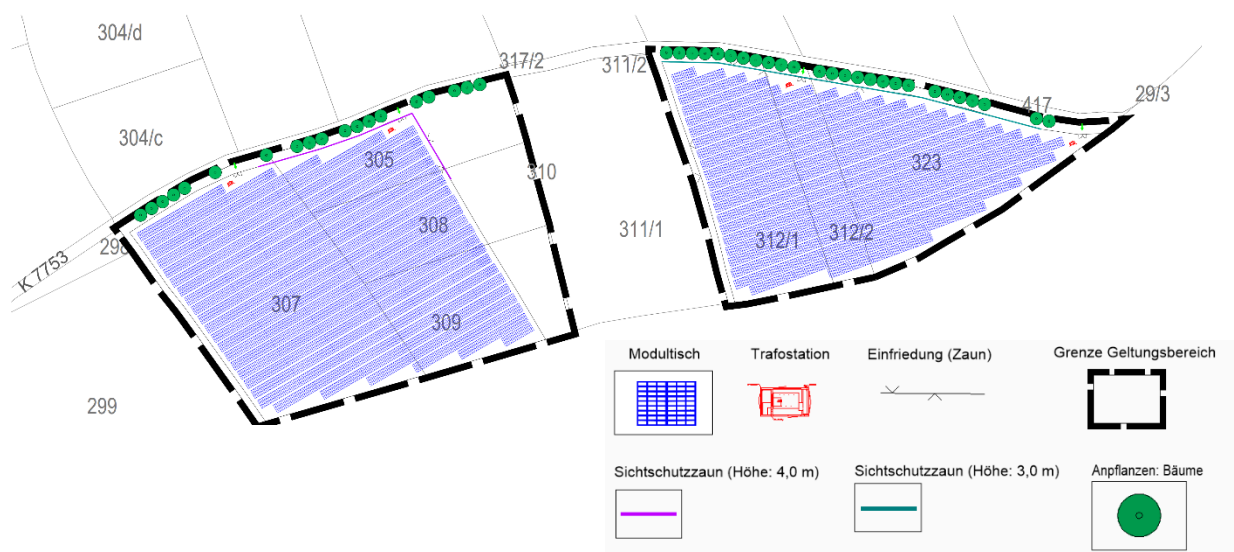 304/d
317/2
311/2
29/3
417
304/c
305
323
310
308
311/1
312/1
312/2
298
K 7753
307
309
299
Modultisch
Trafostation
Einfriedung (Zaun)
Grenze Geltungsbereich
Sichtschutzzaun (Höhe: 4,0 m)
Sichtschutzzaun (Höhe: 3,0 m)
Anpflanzen: Bäume